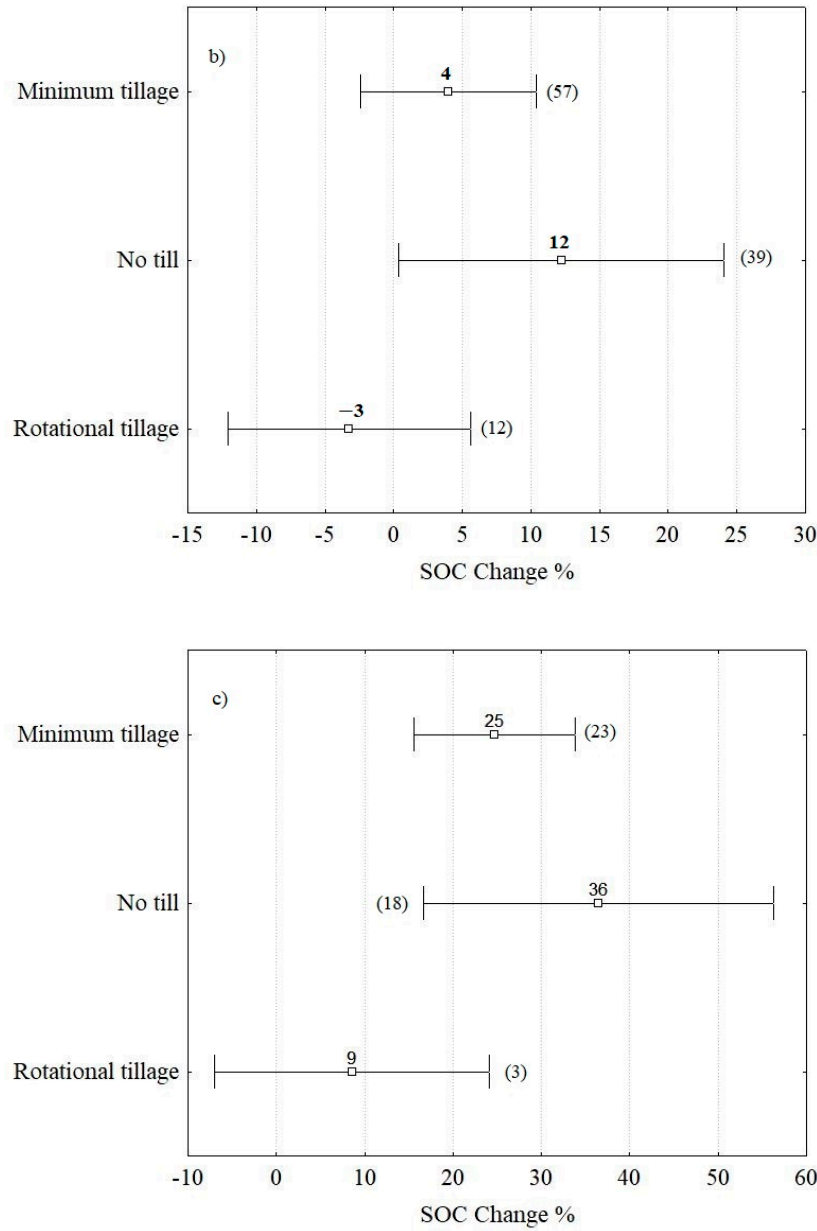 b)
Minimum tillage
4
(57)
No till
12
(39)
Rotational tillage
−3
(12)
-15 -10 -5 0 5 10 15 20 25 30
SOC Change %
c)
Minimum tillage
25
(23)
No till
(18)
36
Rotational tillage
9
(3)
-10 0 10 20 30 40 50 60
SOC Change %